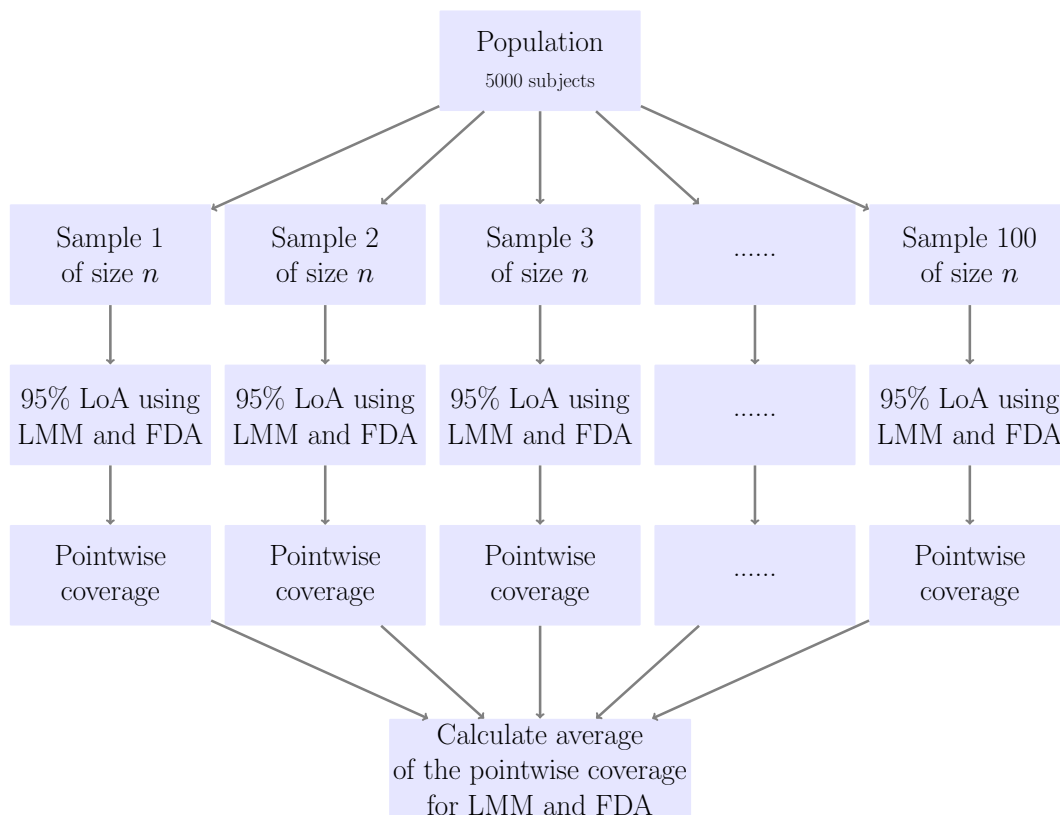 Population
5000 subjects
Sample 1
of size n
Sample 2
of size n
Sample 3
of size n
......
Sample 100
of size n
95% LoA using
LMM and FDA
95% LoA using
LMM and FDA
95% LoA using
LMM and FDA
......
95% LoA using
LMM and FDA
Pointwise
coverage
Pointwise
coverage
Pointwise
coverage
......
Pointwise
coverage
Calculate average
of the pointwise coverage
for LMM and FDA